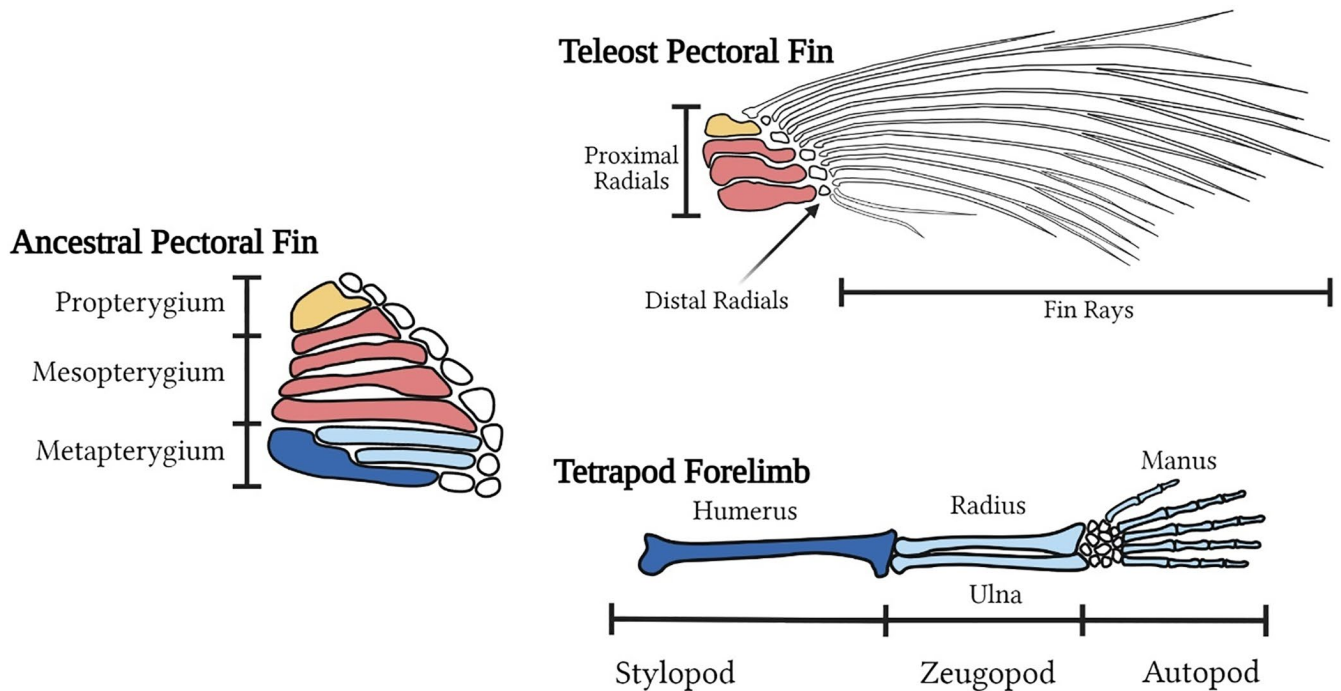 Teleost Pectoral Fin
Proximal
Radials
Distal Radials
Fin Rays
Ancestral Pectoral Fin
Propterygium
Mesopterygium
Metapterygium
Tetrapod Forelimb
Manus
Humerus
Radius
Ulna
Stylopod
Zeugopod
Autopod